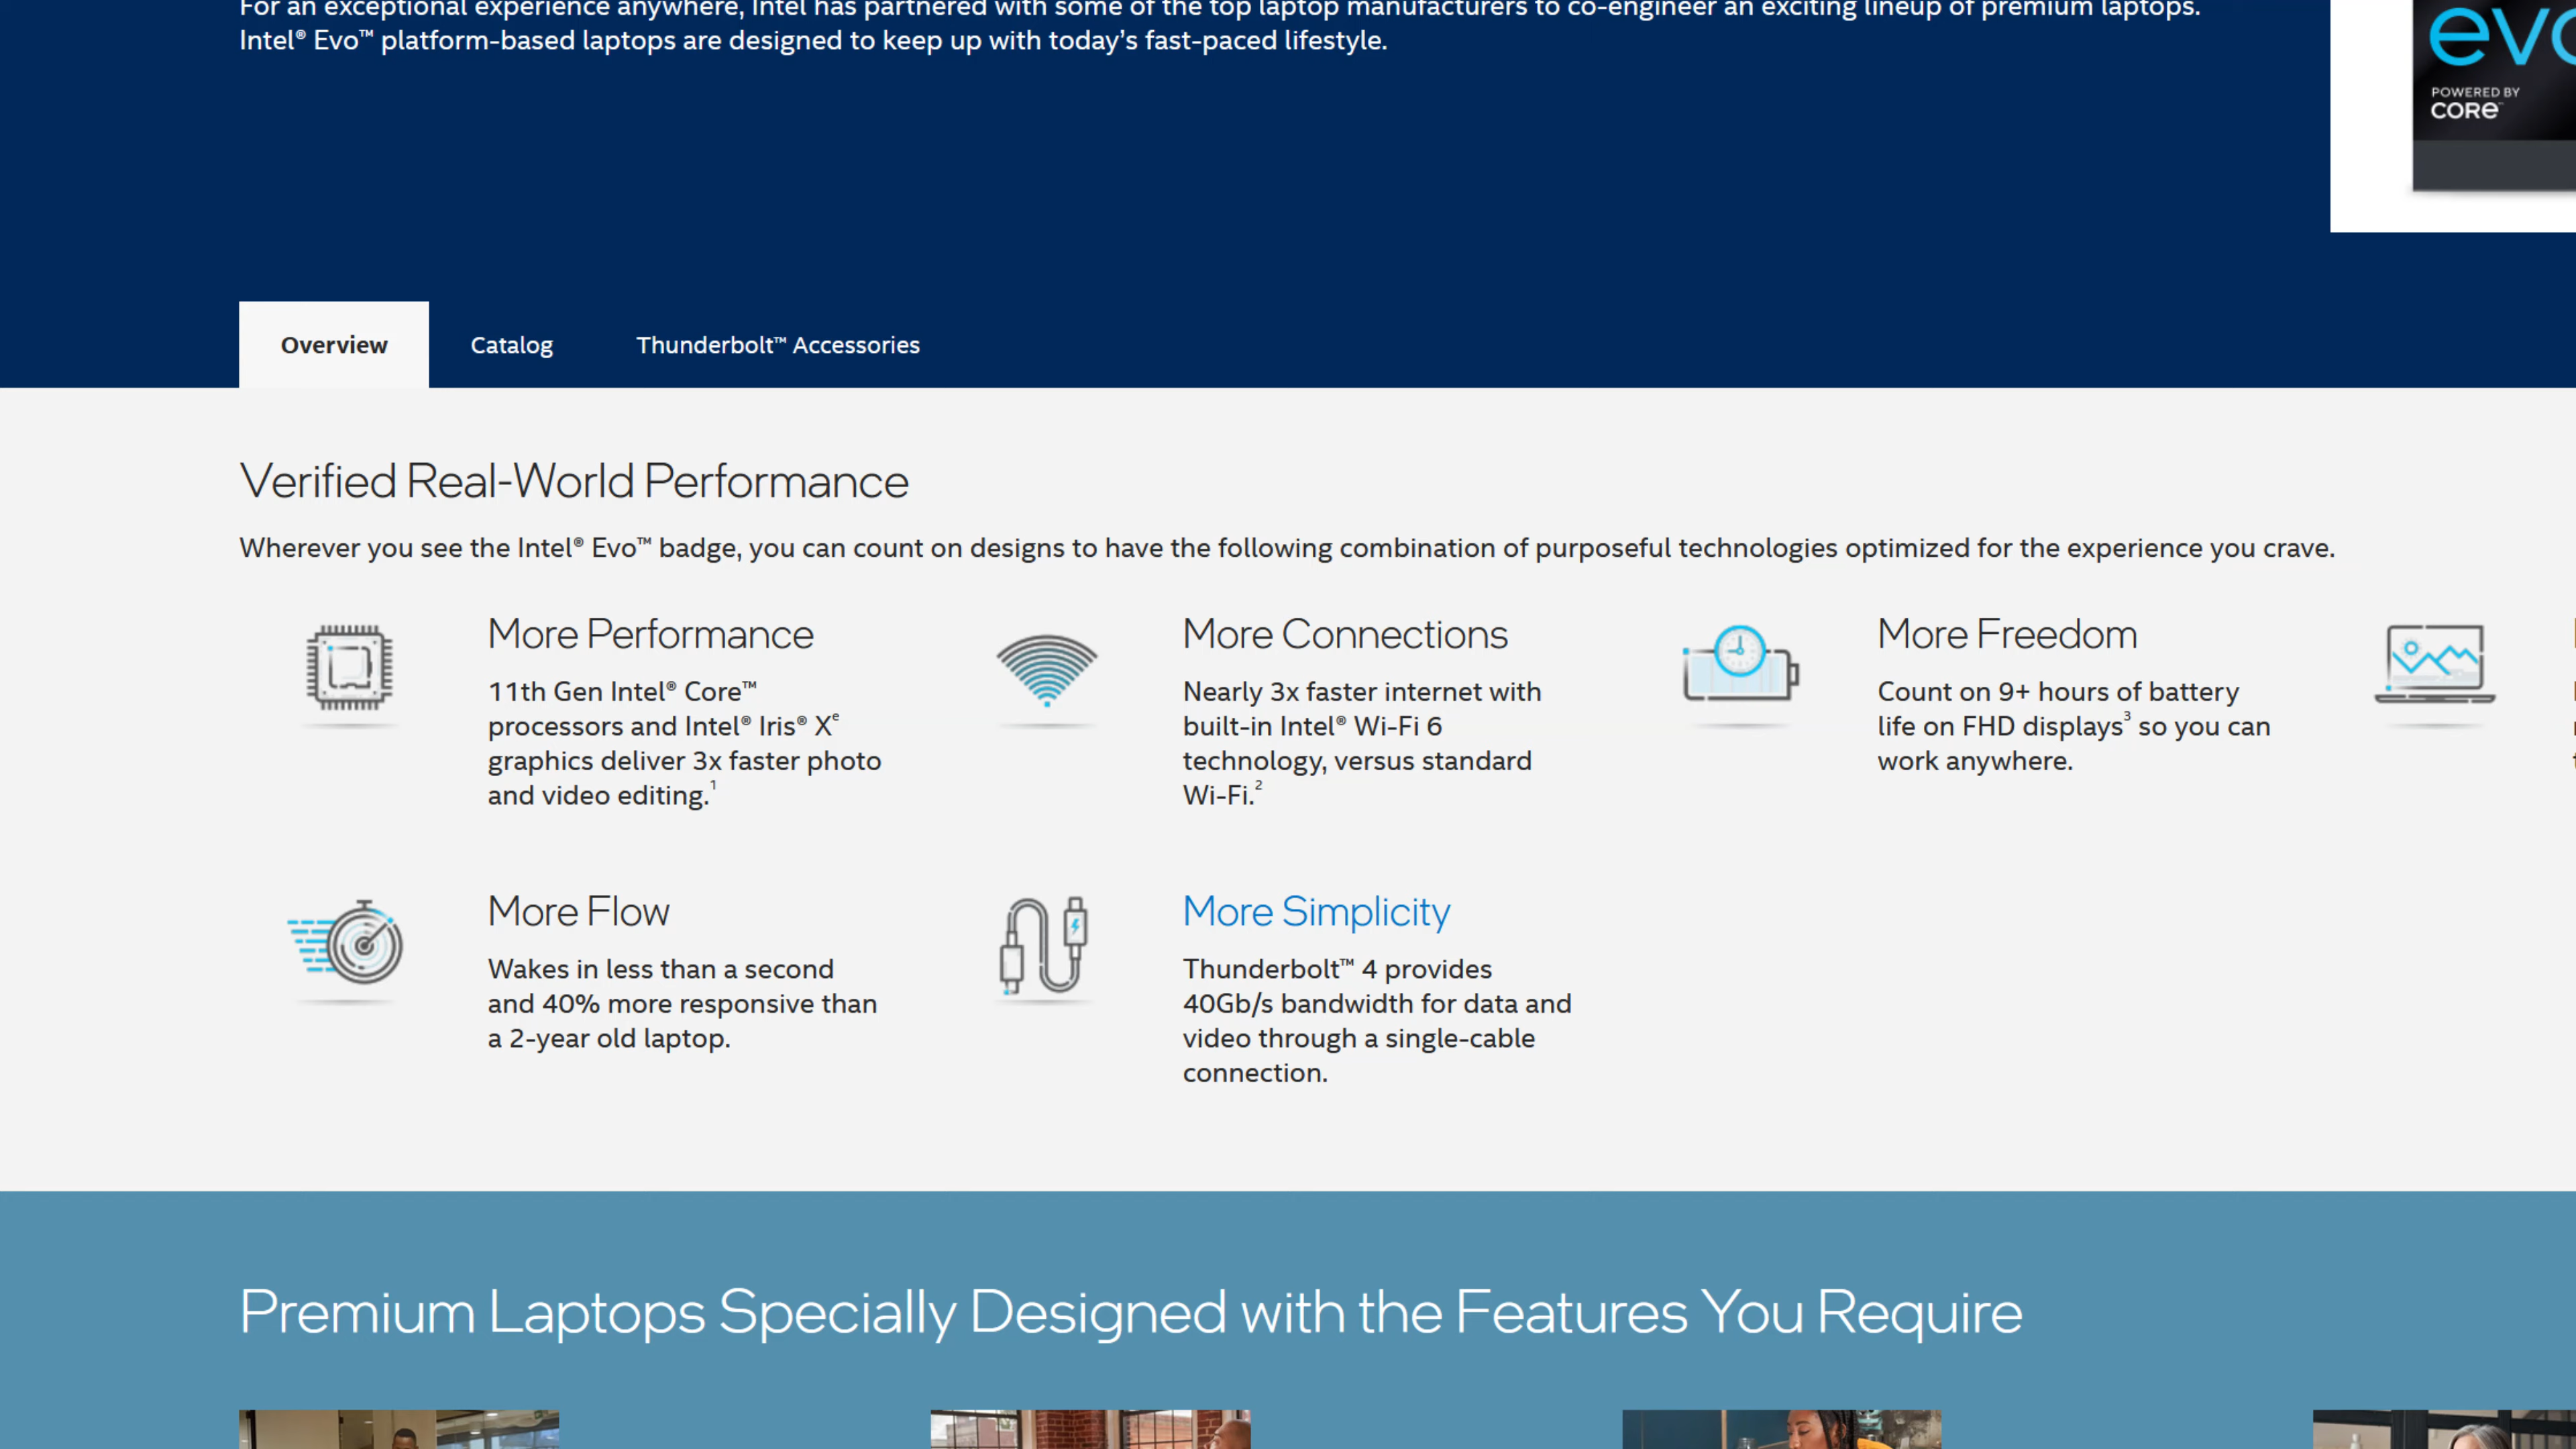 For an exceptional experience anywhere, Intel has partnered with some of the top laptop manufacturers to co-engineer an exciting lineup of premium laptops.
Intel® Evo™ platform-based laptops are designed to keep up with today's fast-paced lifestyle.
POWERED BY
CORe™
Overview
Catalog
Thunderbolt™ Accessories
Verified Real-World Performance
Wherever you see the Intel® Evo™ badge, you can count on designs to have the following combination of purposeful technologies optimized for the experience you crave.
More Performance
11th Gen Intel® Core™
processors and Intel® Iris® Xᵉ
graphics deliver 3x faster photo
and video editing.¹
More Connections
Nearly 3x faster internet with
built-in Intel® Wi-Fi 6
technology, versus standard
Wi-Fi.²
More Freedom
Count on 9+ hours of battery
life on FHD displays³ so you can
work anywhere.
More Flow
Wakes in less than a second
and 40% more responsive than
a 2-year old laptop.
More Simplicity
Thunderbolt™ 4 provides
40Gb/s bandwidth for data and
video through a single-cable
connection.
Premium Laptops Specially Designed with the Features You Require